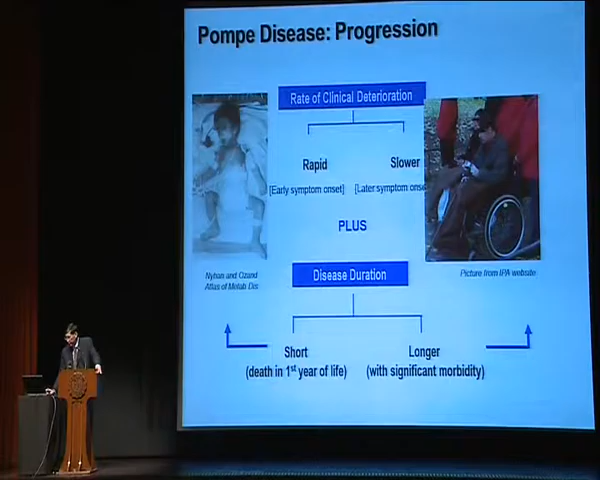 Pompe Disease: Progression
Rate of Clinical Deterioration
Rapid
Slower
[Early symptom onset]
[Later symptom onse
PLUS
Disease Duration
Nyhan and Ozand
Atlas of Metab Dis
Picture from IPA website
Short
Longer
(death in 1st year of life)
(with significant morbidity)